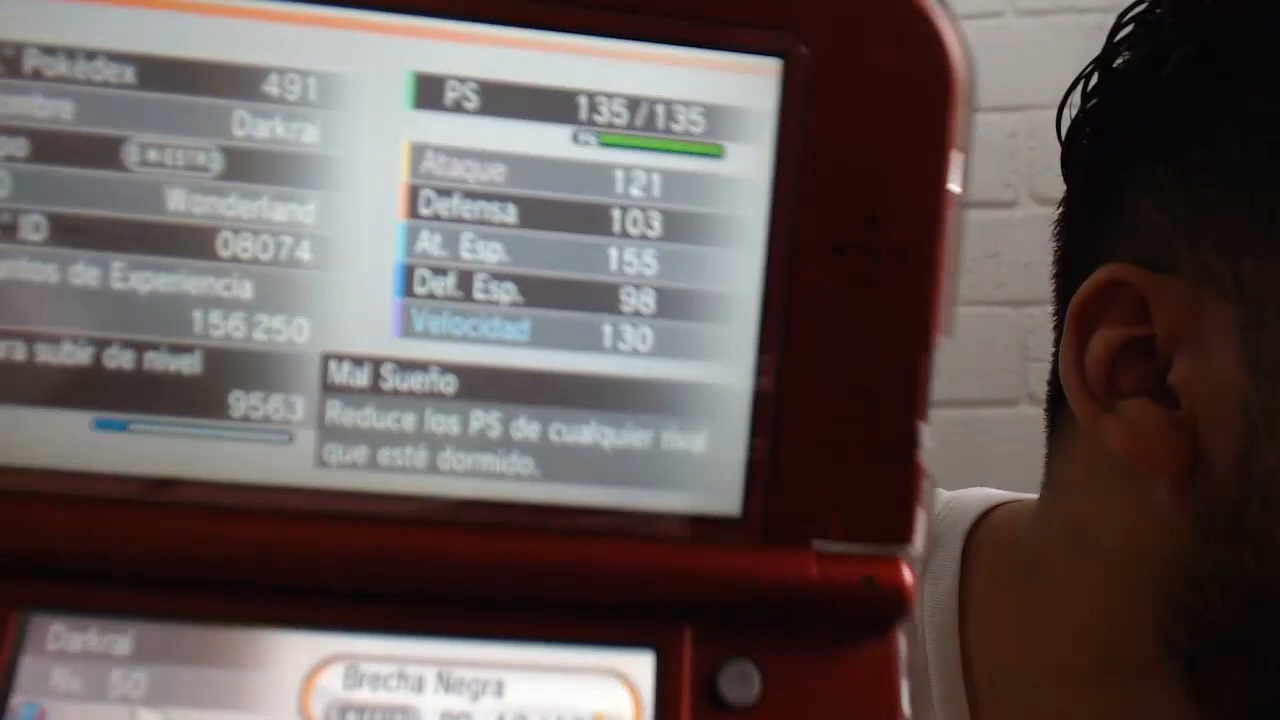 Pokédex 491
Darkrai
SINIESTRO
Wonderland
ID 08074
de Experiencia
156 250
subir de nivel
9563
PS 135/135
Ataque 121
Defensa 103
At. Esp. 155
Def. Esp. 98
Velocidad 130
Mal Sueño
Reduce los PS de cualquier rival
que esté dormido.
Darkrai
Nv. 50
Brecha Negra